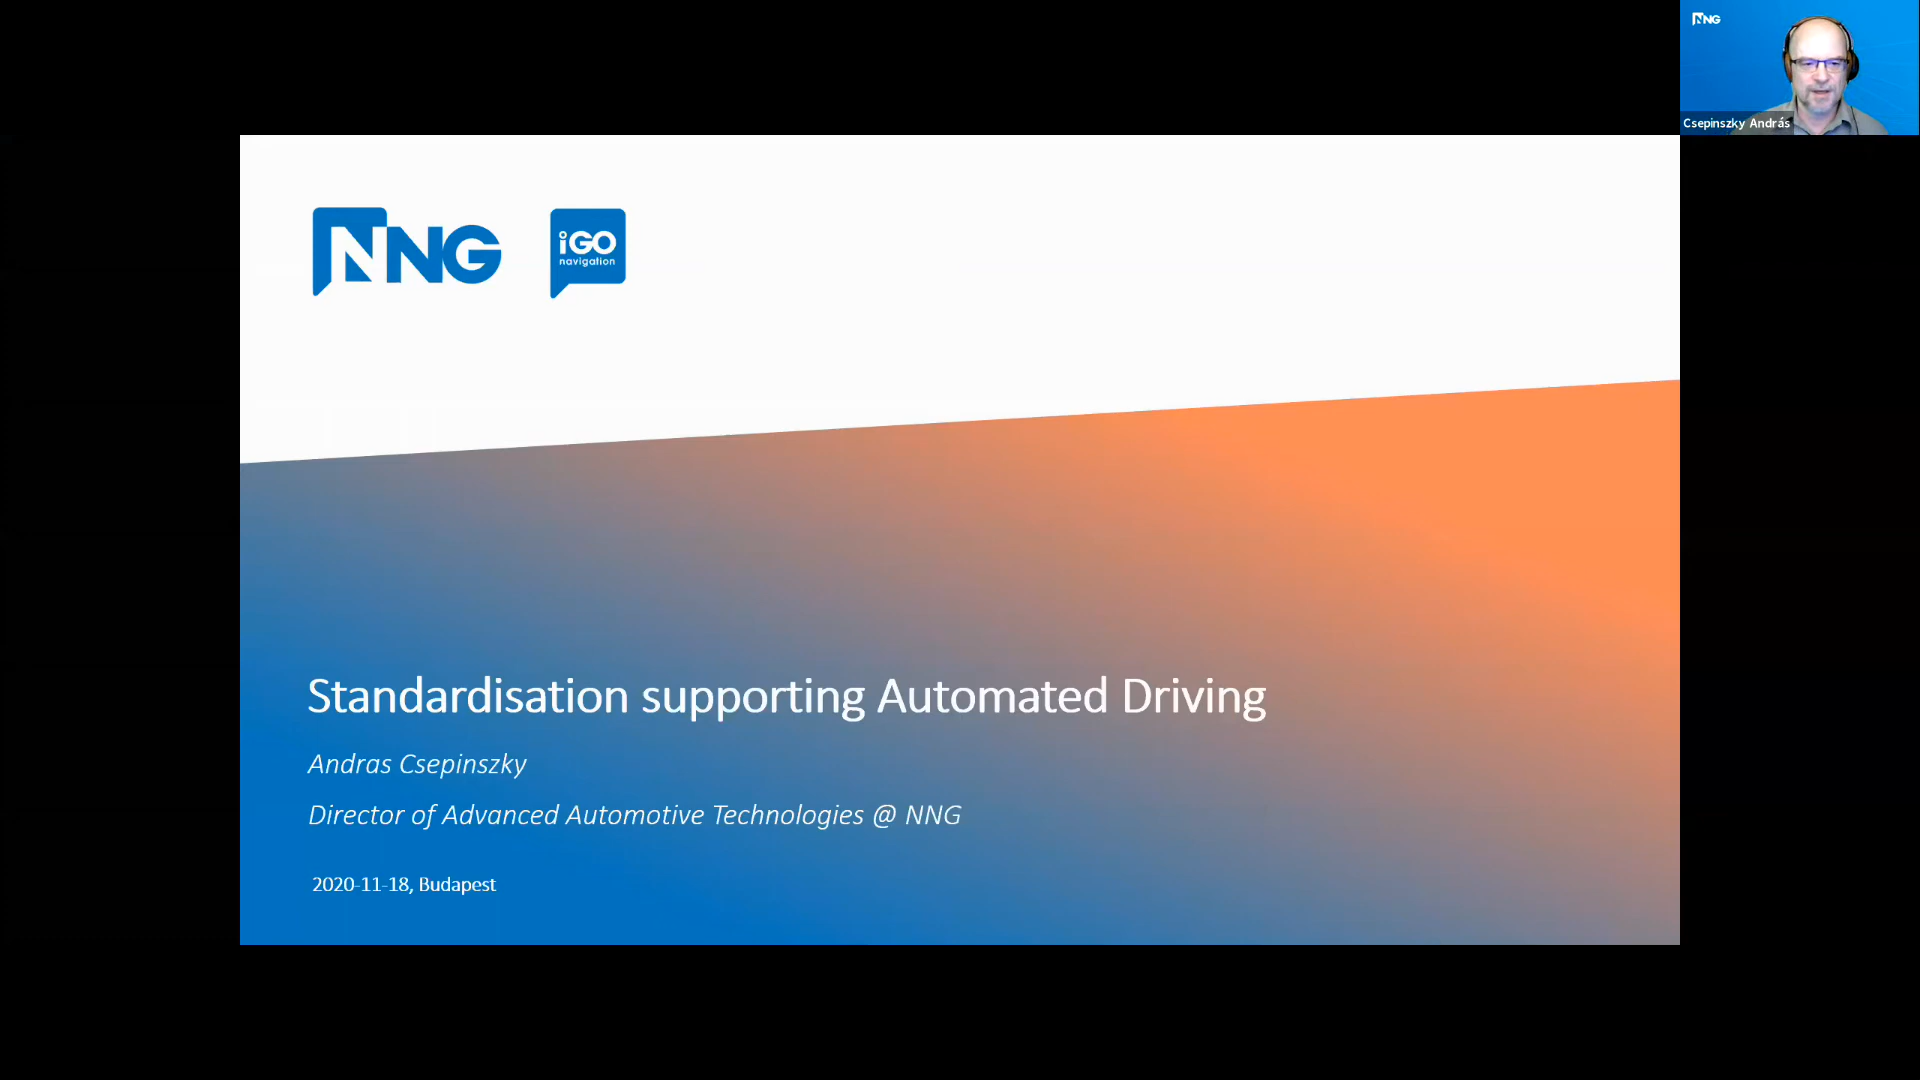 NNG
Csepinszky András
NNG
iGO
navigation
Standardisation supporting Automated Driving
Andras Csepinszky
Director of Advanced Automotive Technologies @ NNG
2020-11-18, Budapest